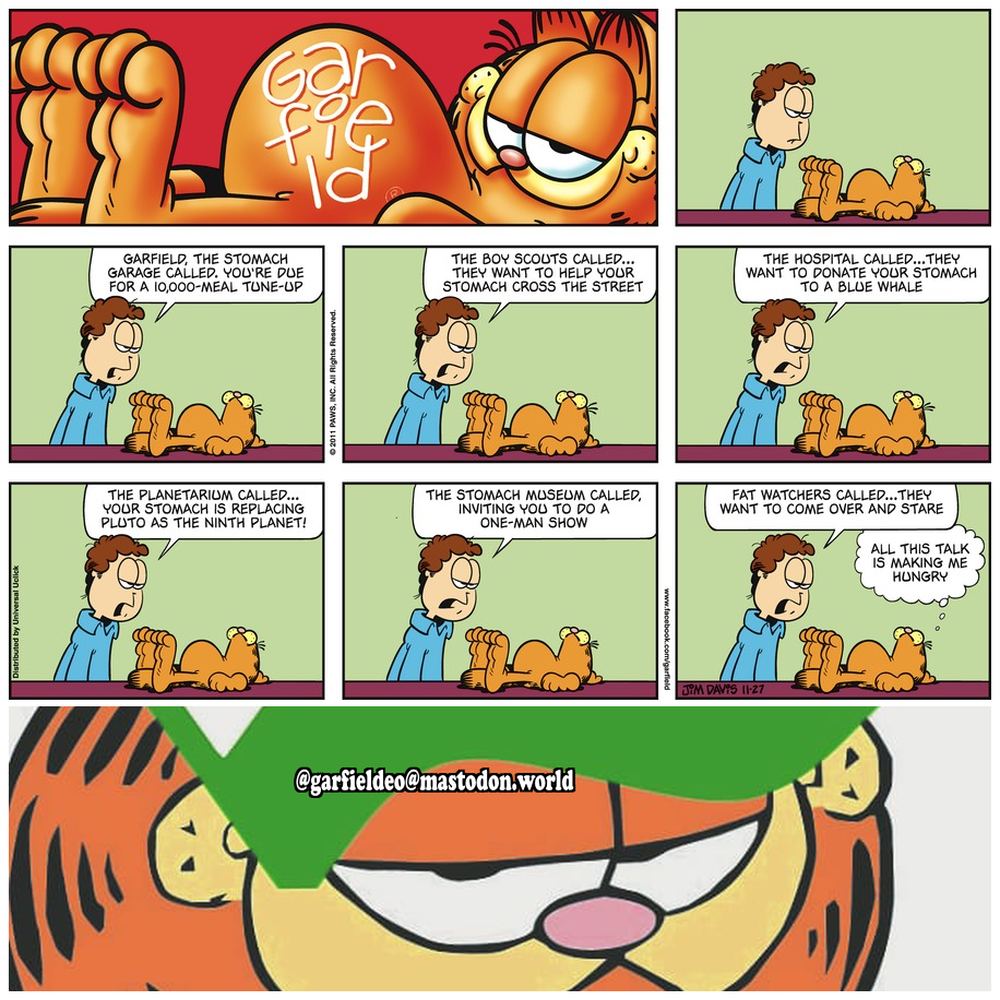 Gar
fie
ld
®
GARFIELD, THE STOMACH
GARAGE CALLED. YOU'RE DUE
FOR A 10,000-MEAL TUNE-UP
© 2011 PAWS, INC. All Rights Reserved.
THE BOY SCOUTS CALLED...
THEY WANT TO HELP YOUR
STOMACH CROSS THE STREET
THE HOSPITAL CALLED...THEY
WANT TO DONATE YOUR STOMACH
TO A BLUE WHALE
Distributed by Universal Uclick
THE PLANETARIUM CALLED...
YOUR STOMACH IS REPLACING
PLUTO AS THE NINTH PLANET!
THE STOMACH MUSEUM CALLED,
INVITING YOU TO DO A
ONE-MAN SHOW
www.facebook.com/garfield
FAT WATCHERS CALLED...THEY
WANT TO COME OVER AND STARE
ALL THIS TALK
IS MAKING ME
HUNGRY
JIM DAVIS 11-27
@garfieldeo@mastodon.world